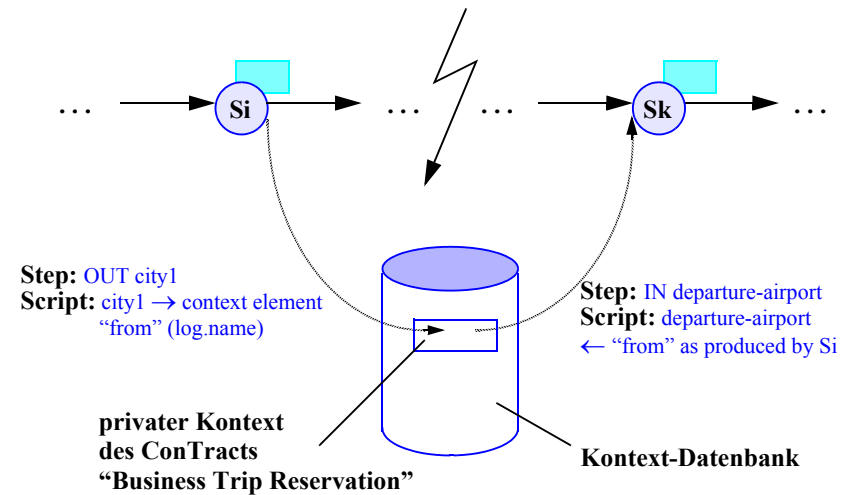 ... Si ... ... Sk ...
Step: OUT city1
Script: city1 → context element
“from” (log.name)
Step: IN departure-airport
Script: departure-airport
← “from” as produced by Si
privater Kontext
des ConTracts
“Business Trip Reservation”
Kontext-Datenbank